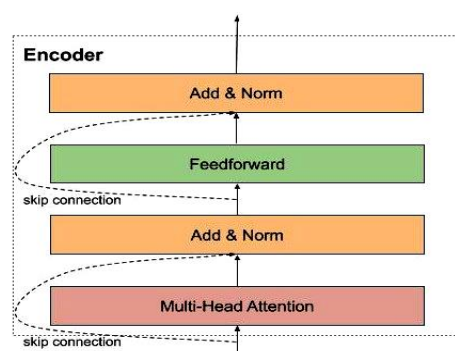 Encoder
Add & Norm
Feedforward
skip connection
Add & Norm
Multi-Head Attention
skip connection